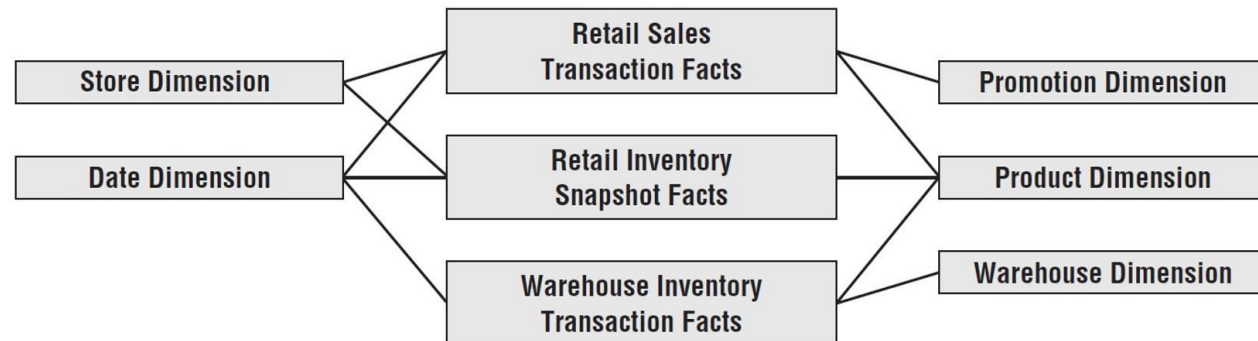 Store Dimension
Date Dimension
Retail Sales
Transaction Facts
Retail Inventory
Snapshot Facts
Warehouse Inventory
Transaction Facts
Promotion Dimension
Product Dimension
Warehouse Dimension